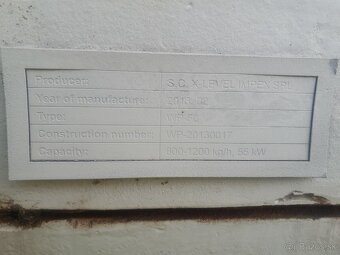 Producer: S.C. X-LEVEL IMPEX SRL
Year of manufacture: 2013. 02
Type:
Construction number: WP-20130017
Capacity: 800-1200 kg/h, 55 kW